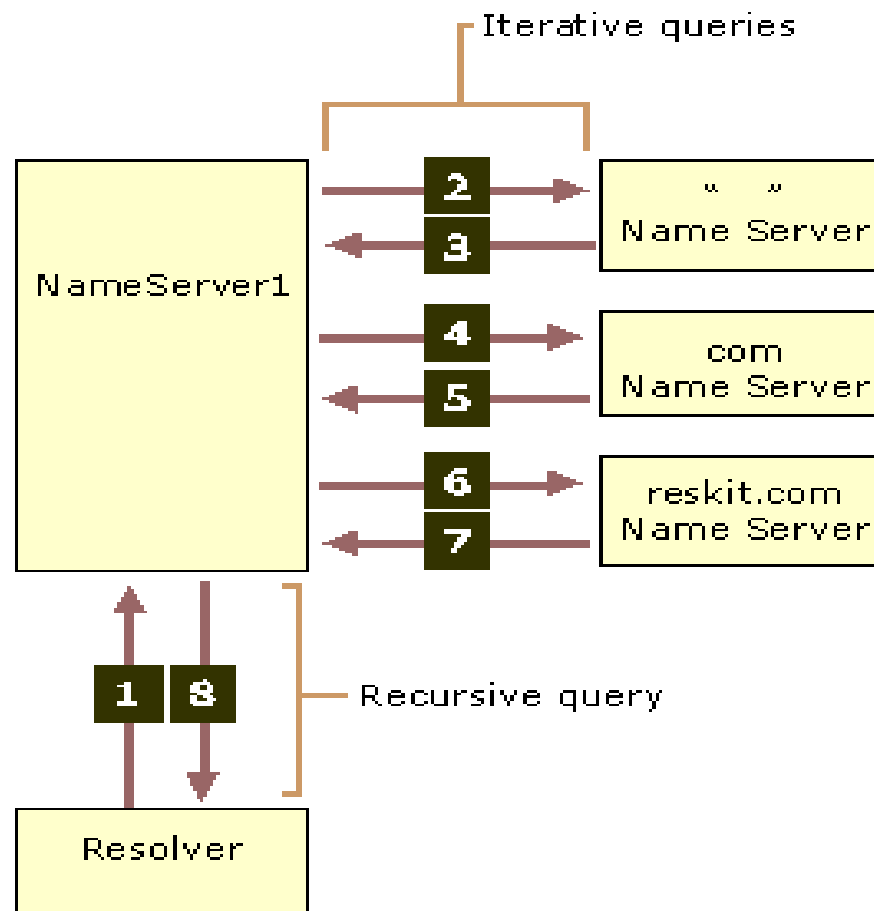 Iterative queries
2
“ ”
Name Server
3
NameServer1
4
com
Name Server
5
6
reskit.com
Name Server
7
1 8
Recursive query
Resolver